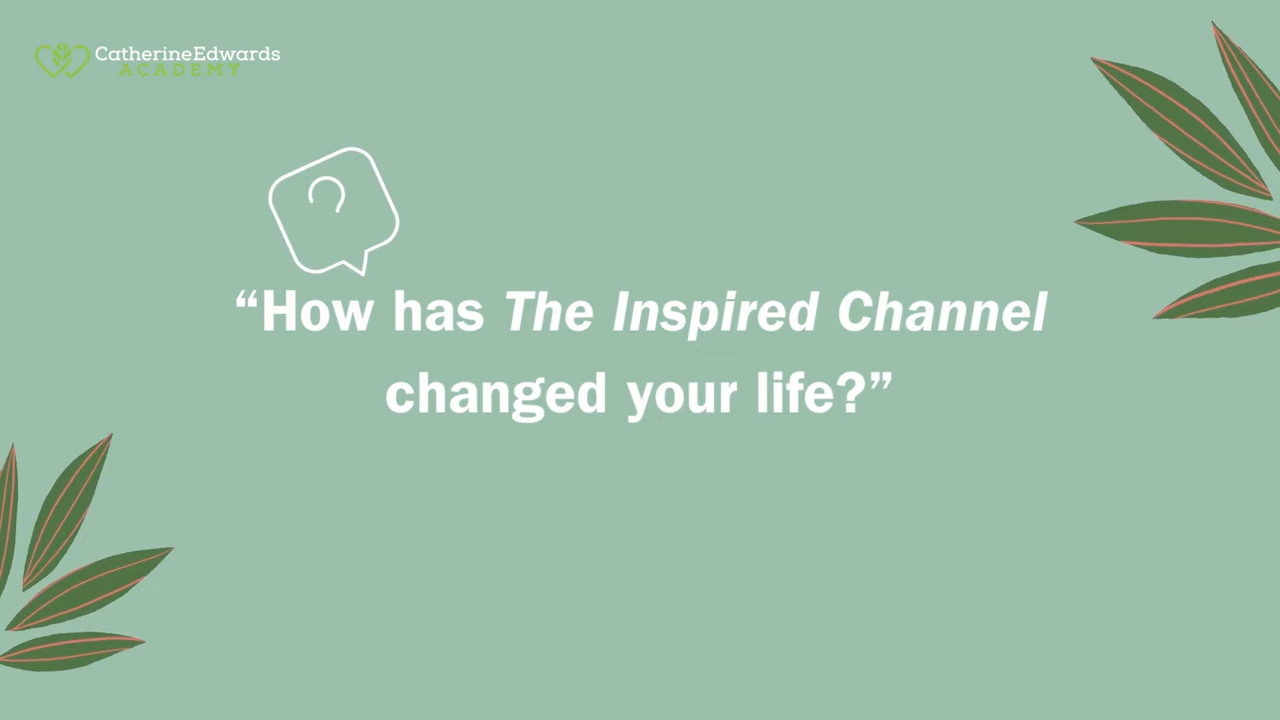 CatherineEdwards
ACADEMY
“How has The Inspired Channel
changed your life?”